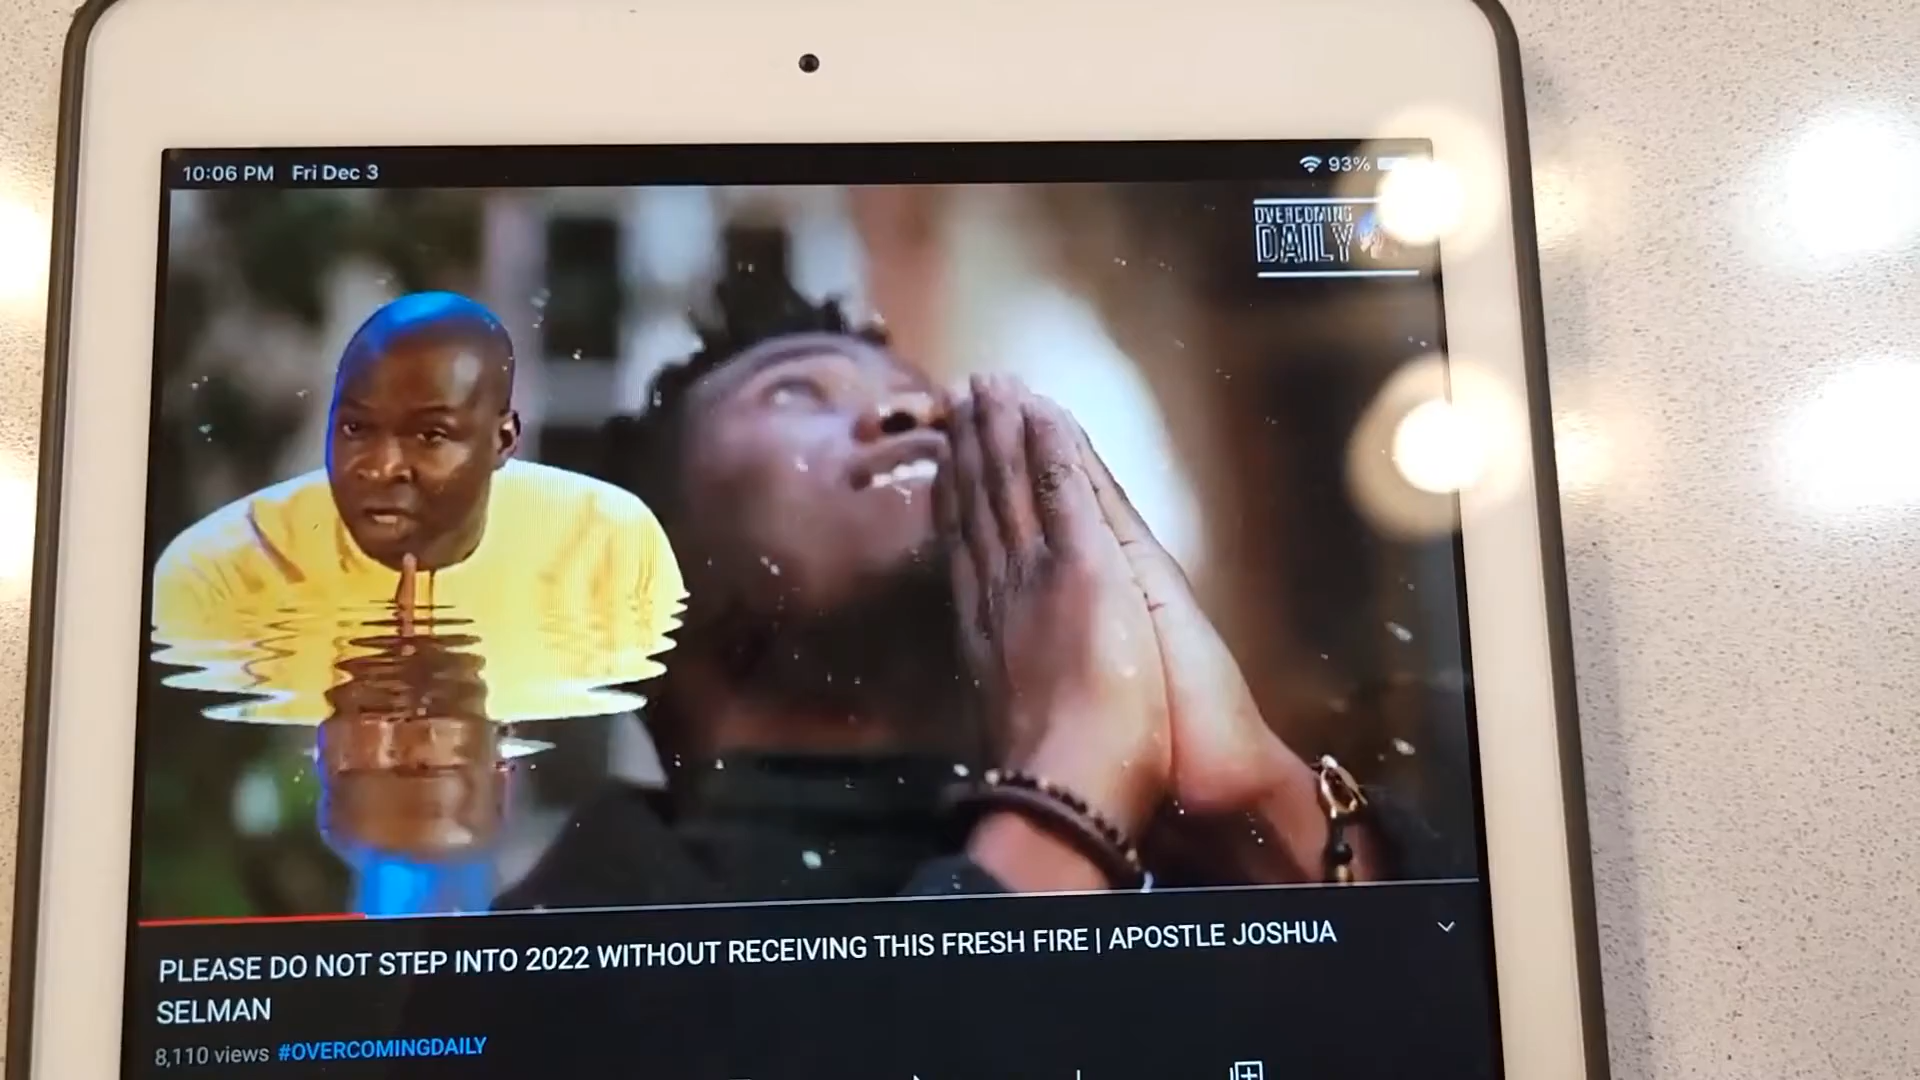 10:06 PM Fri Dec 3
93%
OVERCOMING
DAILY
PLEASE DO NOT STEP INTO 2022 WITHOUT RECEIVING THIS FRESH FIRE | APOSTLE JOSHUA
SELMAN
8,110 views #OVERCOMINGDAILY